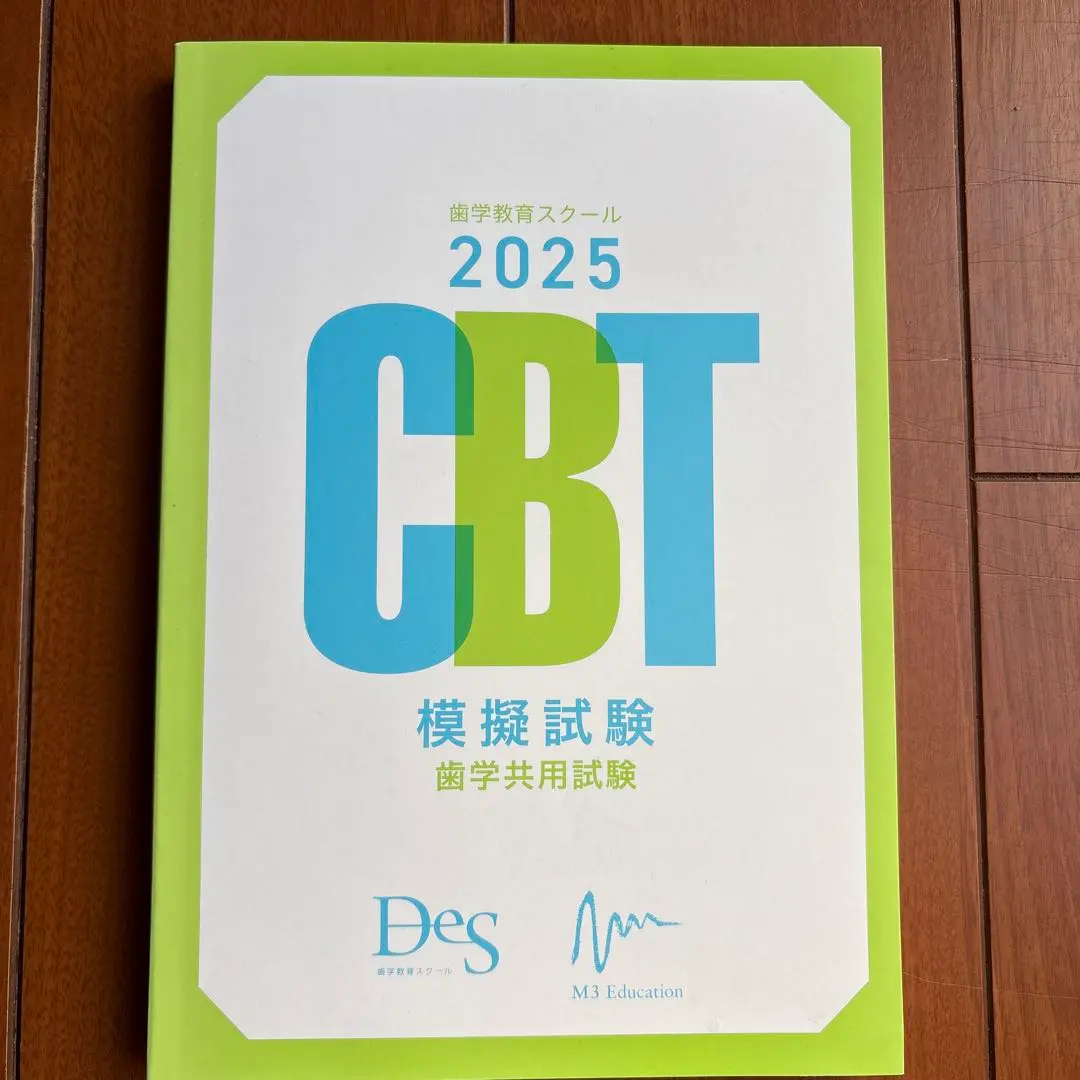 歯学教育スクール
2025
CBT
模擬試験
歯学共用試験
DeS
歯学教育スクール
M3 Education